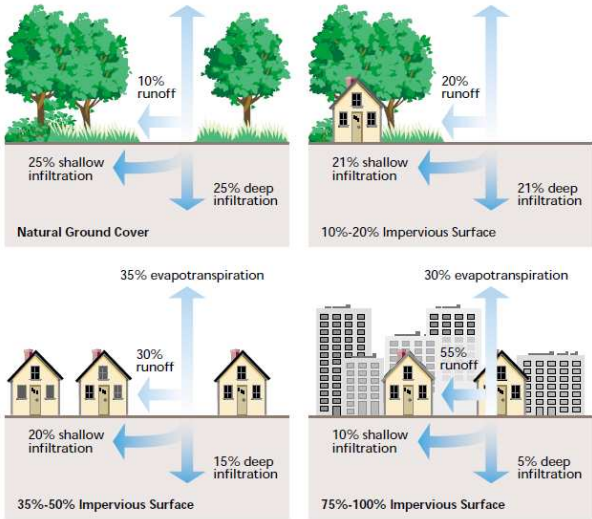 10%
runoff
25% shallow
infiltration
25% deep
infiltration
Natural Ground Cover
20%
runoff
21% shallow
infiltration
21% deep
infiltration
10%-20% Impervious Surface
35% evapotranspiration
30%
runoff
20% shallow
infiltration
15% deep
infiltration
35%-50% Impervious Surface
30% evapotranspiration
55%
runoff
10% shallow
infiltration
5% deep
infiltration
75%-100% Impervious Surface